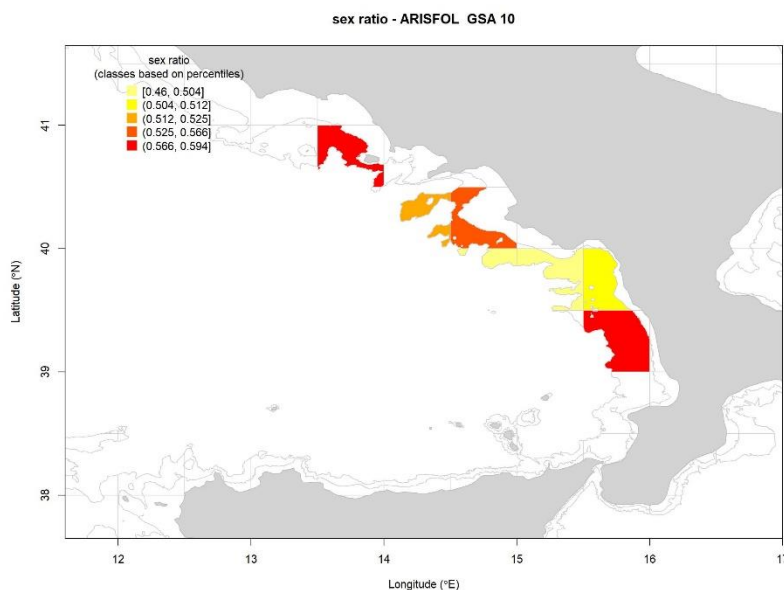 sex ratio - ARISFOL  GSA 10
sex ratio
(classes based on percentiles)
[0.46, 0.504]
(0.504, 0.512]
(0.512, 0.525]
(0.525, 0.566]
(0.566, 0.594]
41
40
39
38
Latitude (°N)
12 13 14 15 16 17
Longitude (°E)